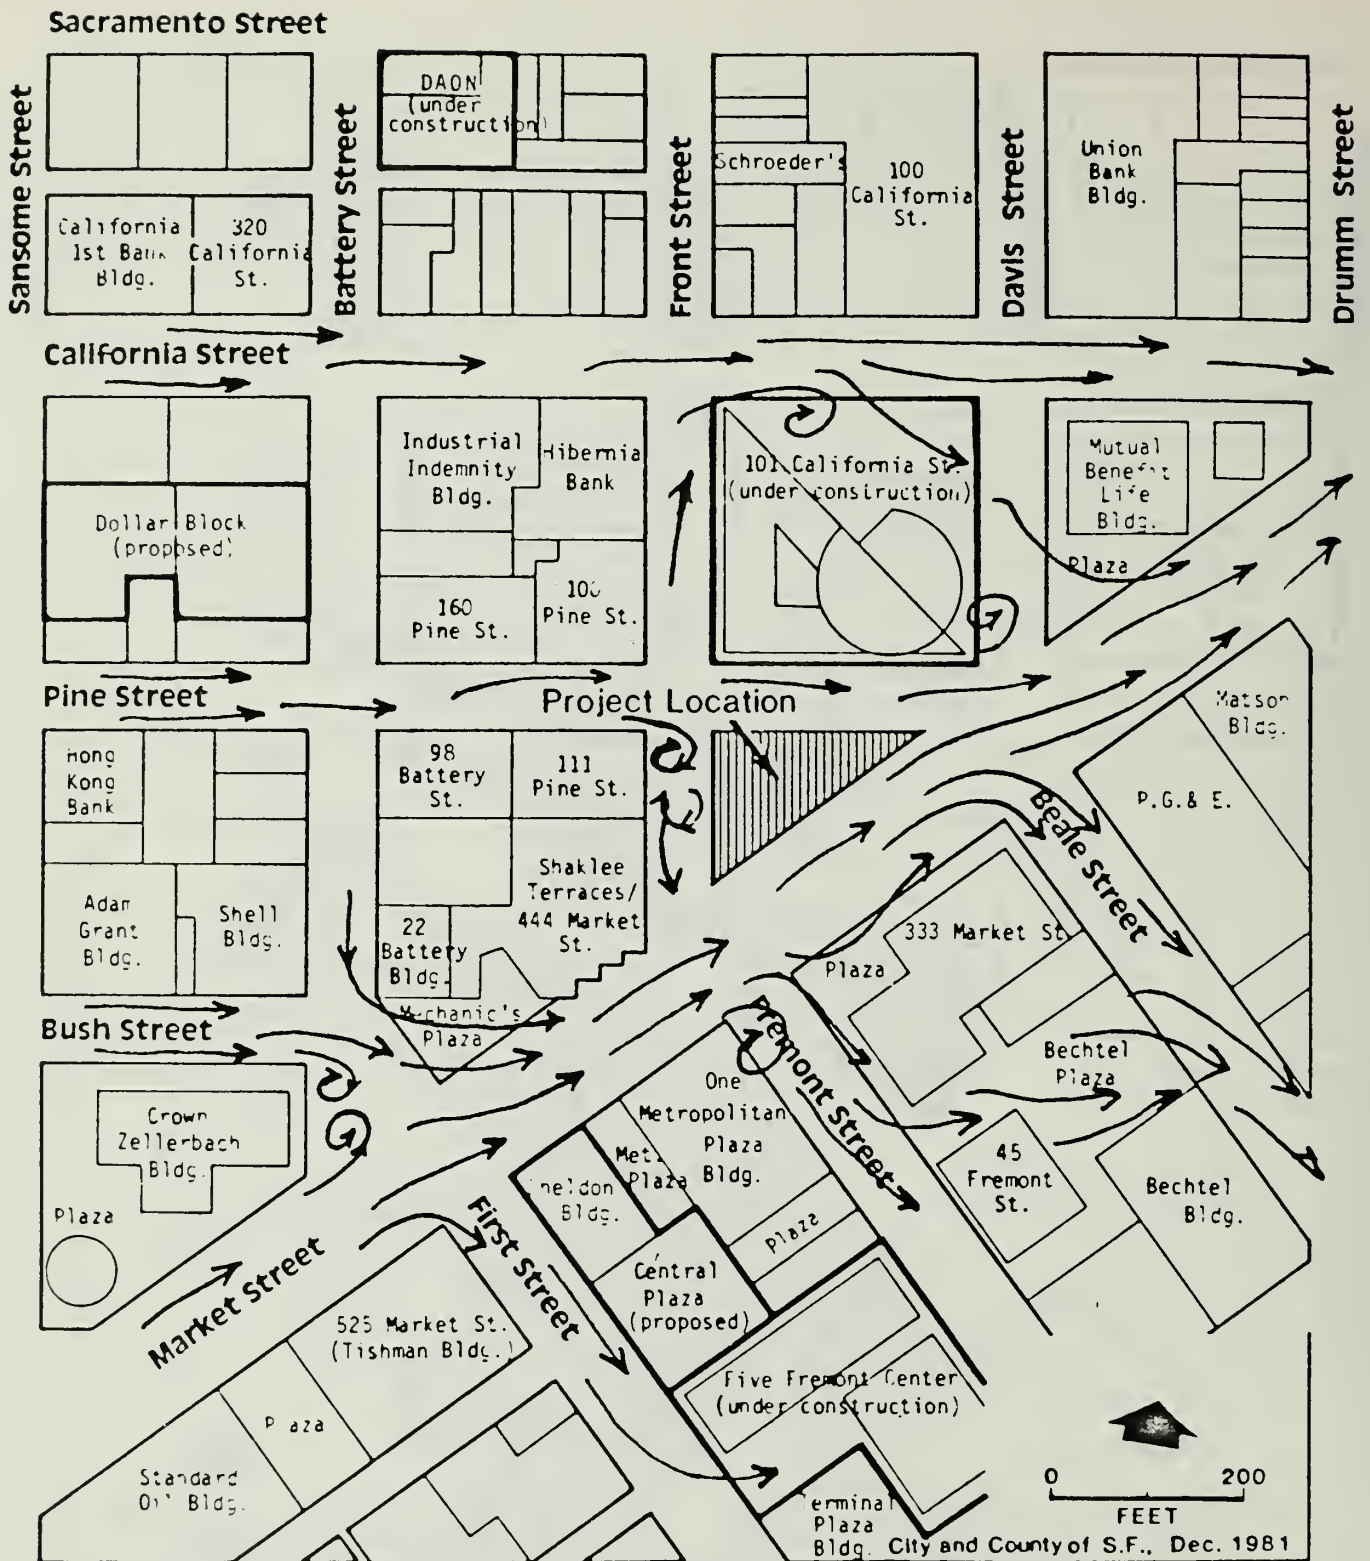 Sacramento Street
Sansome Street
Battery Street
Front Street
Davis Street
Drumm Street
DAON
(under
construction)
Schroeder's
100
California
St.
Union
Bank
Bldg.
California
1st Bank
Bldg.
320
California
St.
California Street
Industrial
Indemnity
Bldg.
Hibernia
Bank
101 California St.
(under construction)
Mutual
Benefit
Life
Bldg.
Plaza
Dollar Block
(proposed)
160
Pine St.
100
Pine St.
Pine Street
Project Location
Matson
Bldg.
Hong
Kong
Bank
98
Battery
St.
111
Pine St.
P.G.& E.
Beale Street
Adam
Grant
Bldg.
Shell
Bldg.
Shaklee
Terraces/
444 Market
St.
22
Battery
Bldg.
333 Market St.
Plaza
Mechanic's
Plaza
Bush Street
Fremont Street
Bechtel
Plaza
Crown
Zellerbach
Bldg.
Plaza
One
Metropolitan
Plaza
Bldg.
Metz
Plaza
Sheldon
Bldg.
45
Fremont
St.
Bechtel
Bldg.
Plaza
First Street
Central
Plaza
(proposed)
Market Street
525 Market St.
(Tishman Bldg.)
Plaza
Five Fremont Center
(under construction)
Standard
Oil Bldg.
Terminal
Plaza
Bldg.
0 200
FEET
City and County of S.F., Dec. 1981